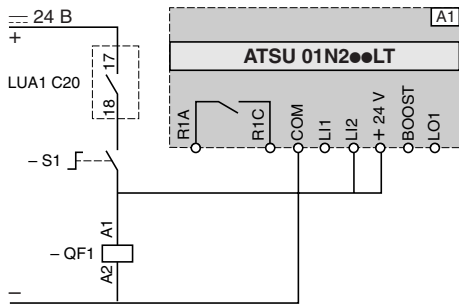 24 В
+
A1
ATSU 01N2●●LT
17
LUA1 C20
18
R1A
R1C
COM
LI1
LI2
+ 24 V
BOOST
LO1
– S1
A1
– QF1
A2
–